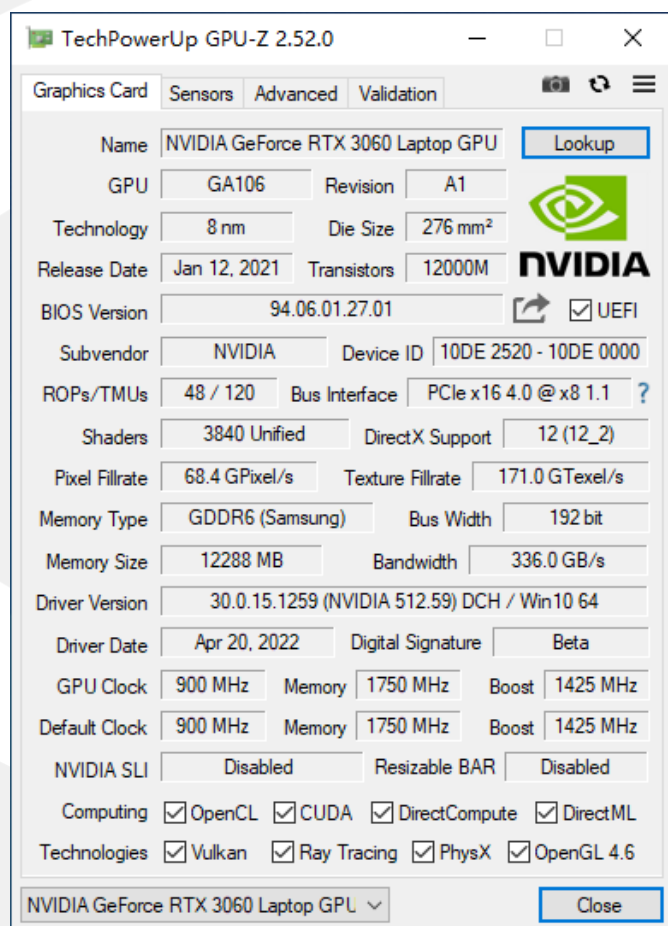 TechPowerUp GPU-Z 2.52.0
Graphics Card Sensors Advanced Validation
Name NVIDIA GeForce RTX 3060 Laptop GPU Lookup
GPU GA106 Revision A1
Technology 8 nm Die Size 276 mm²
Release Date Jan 12, 2021 Transistors 12000M
NVIDIA
BIOS Version 94.06.01.27.01 UEFI
Subvendor NVIDIA Device ID 10DE 2520 - 10DE 0000
ROPs/TMUs 48 / 120 Bus Interface PCIe x16 4.0 @ x8 1.1 ?
Shaders 3840 Unified DirectX Support 12 (12_2)
Pixel Fillrate 68.4 GPixel/s Texture Fillrate 171.0 GTexel/s
Memory Type GDDR6 (Samsung) Bus Width 192 bit
Memory Size 12288 MB Bandwidth 336.0 GB/s
Driver Version 30.0.15.1259 (NVIDIA 512.59) DCH / Win10 64
Driver Date Apr 20, 2022 Digital Signature Beta
GPU Clock 900 MHz Memory 1750 MHz Boost 1425 MHz
Default Clock 900 MHz Memory 1750 MHz Boost 1425 MHz
NVIDIA SLI Disabled Resizable BAR Disabled
Computing OpenCL CUDA DirectCompute DirectML
Technologies Vulkan Ray Tracing PhysX OpenGL 4.6
NVIDIA GeForce RTX 3060 Laptop GPU Close